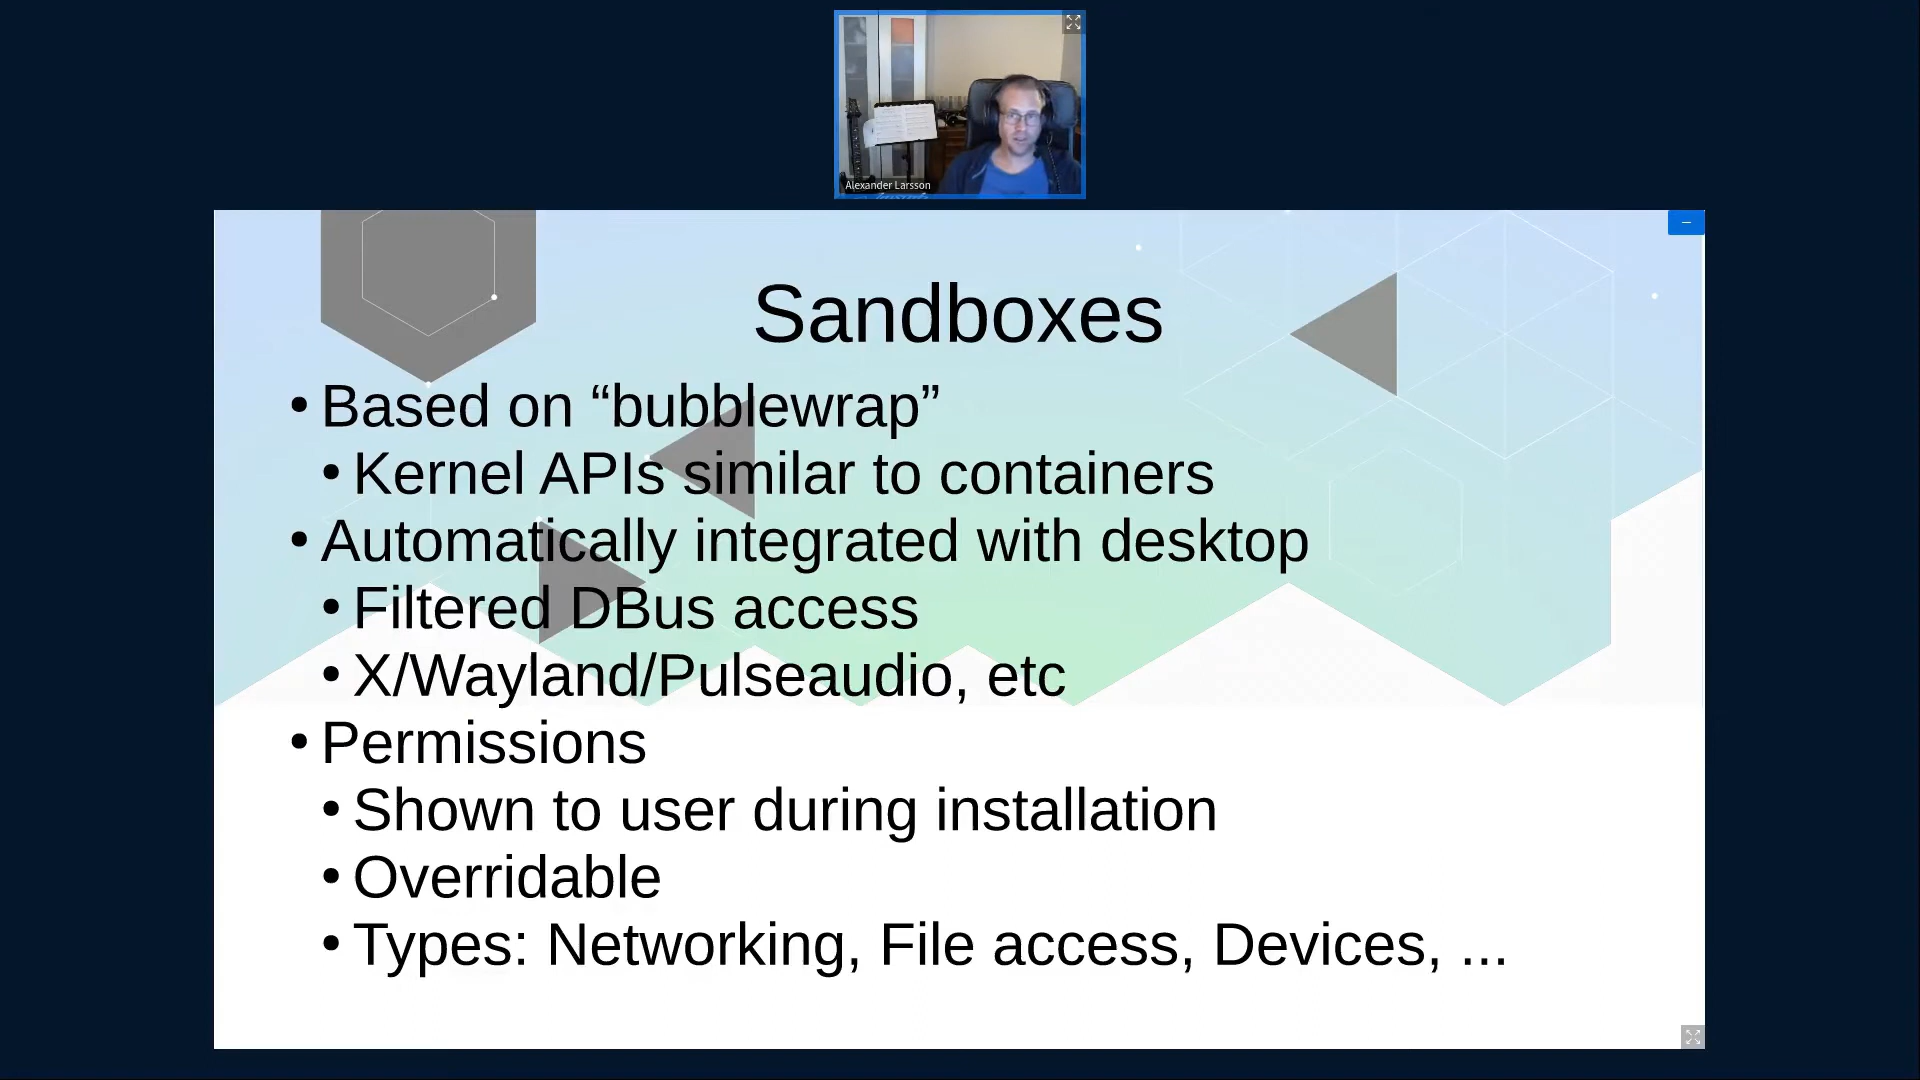 Alexander Larsson
Sandboxes
• Based on “bubblewrap”
• Kernel APIs similar to containers
• Automatically integrated with desktop
• Filtered DBus access
• X/Wayland/Pulseaudio, etc
• Permissions
• Shown to user during installation
• Overridable
• Types: Networking, File access, Devices, ...